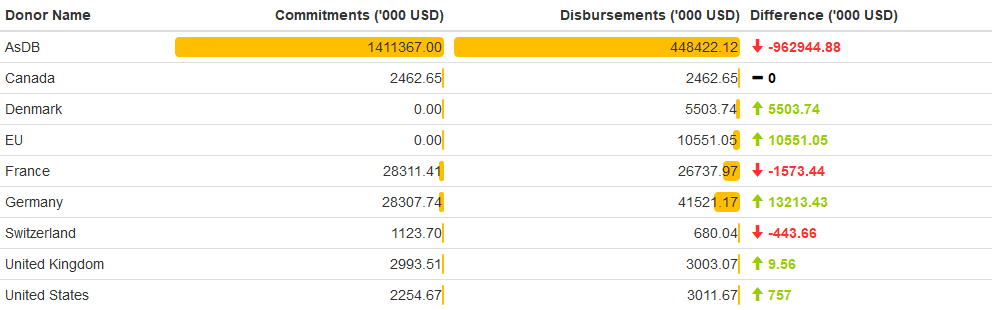 Donor Name Commitments ('000 USD) Disbursements ('000 USD) Difference ('000 USD)
AsDB 1411367.00 448422.12 -962944.88
Canada 2462.65 2462.65 0
Denmark 0.00 5503.74 5503.74
EU 0.00 10551.05 10551.05
France 28311.41 26737.97 -1573.44
Germany 28307.74 41521.17 13213.43
Switzerland 1123.70 680.04 -443.66
United Kingdom 2993.51 3003.07 9.56
United States 2254.67 3011.67 757